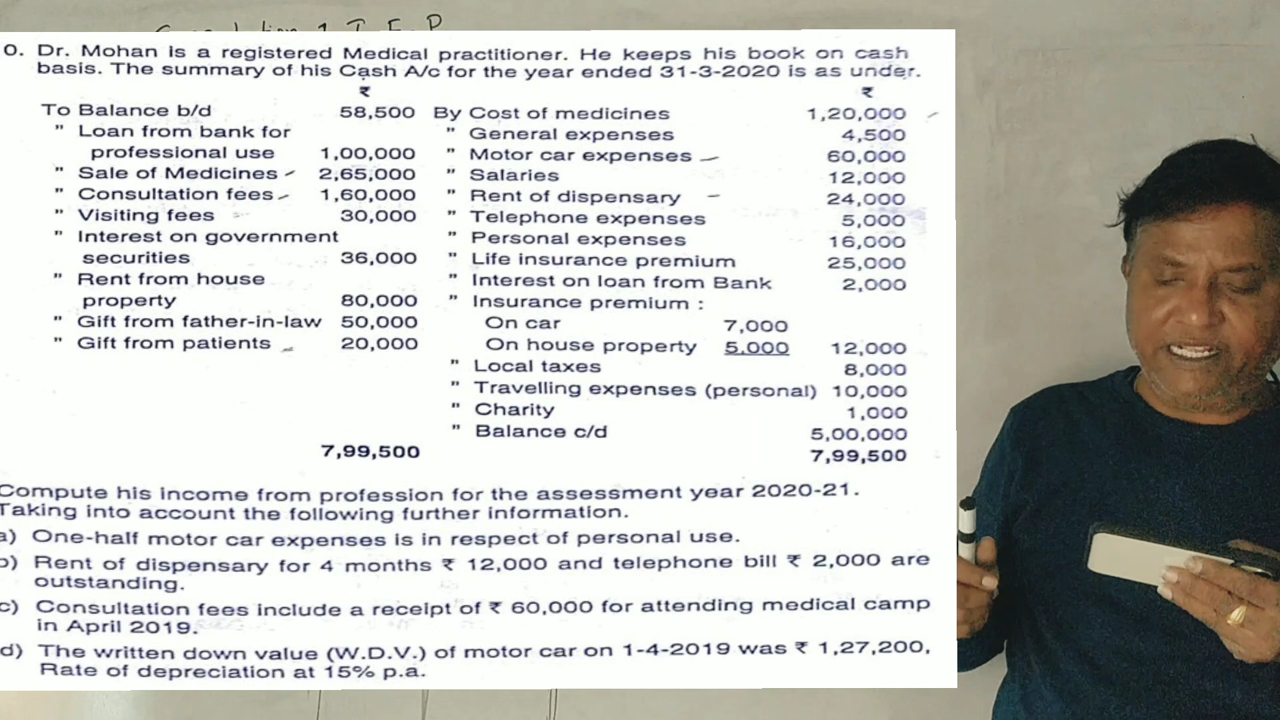 0. Dr. Mohan is a registered Medical practitioner. He keeps his book on cash
basis. The summary of his Cash A/c for the year ended 31-3-2020 is as under.
₹ ₹
To Balance b/d 58,500 By Cost of medicines 1,20,000
" Loan from bank for " General expenses 4,500
professional use 1,00,000 " Motor car expenses 60,000
" Sale of Medicines 2,65,000 " Salaries 12,000
" Consultation fees 1,60,000 " Rent of dispensary 24,000
" Visiting fees 30,000 " Telephone expenses 5,000
" Interest on government " Personal expenses 16,000
securities 36,000 " Life insurance premium 25,000
" Rent from house " Interest on loan from Bank 2,000
property 80,000 " Insurance premium :
" Gift from father-in-law 50,000 On car 7,000
" Gift from patients 20,000 On house property 5,000 12,000
" Local taxes 8,000
" Travelling expenses (personal) 10,000
" Charity 1,000
" Balance c/d 5,00,000
7,99,500 7,99,500
Compute his income from profession for the assessment year 2020-21.
Taking into account the following further information.
a) One-half motor car expenses is in respect of personal use.
b) Rent of dispensary for 4 months ₹ 12,000 and telephone bill ₹ 2,000 are
outstanding.
c) Consultation fees include a receipt of ₹ 60,000 for attending medical camp
in April 2019.
d) The written down value (W.D.V.) of motor car on 1-4-2019 was ₹ 1,27,200,
Rate of depreciation at 15% p.a.